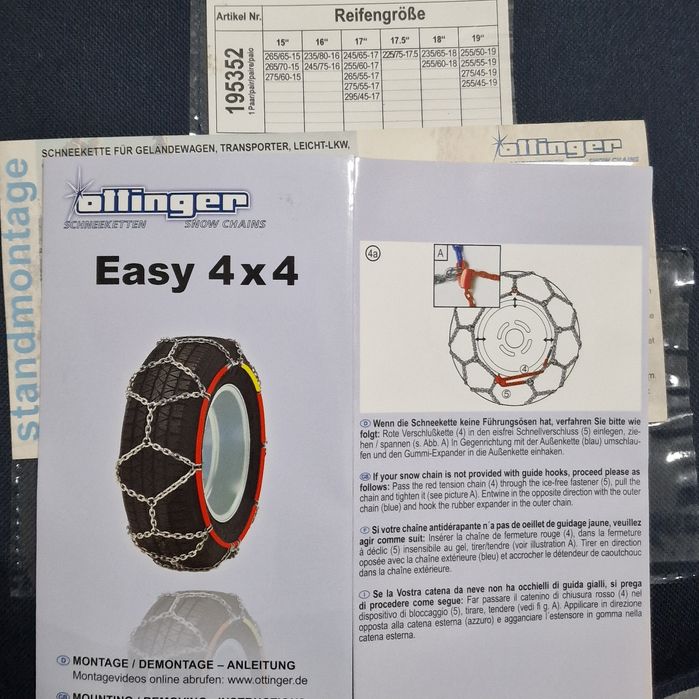 Artikel Nr.
Reifengröße
195352
1 Paar/pair/paire/paio
15“ 16“ 17“ 17.5“ 18“ 19“
265/65-15 235/80-16 245/65-17 225/75-17.5 235/65-18 255/50-19
265/70-15 245/75-16 255/60-17 255/60-18 255/55-19
275/60-15 265/55-17 275/45-19
275/55-17 255/45-19
295/45-17
SCHNEEKETTE FÜR GELÄNDEWAGEN, TRANSPORTER, LEICHT-LKW,
ottinger
SNOW CHAINS
standmontage
ottinger
SCHNEEKETTEN SNOW CHAINS
Easy 4x4
D MONTAGE / DEMONTAGE – ANLEITUNG
Montagevideos online abrufen: www.ottinger.de
GB MOUNTING / REMOVING – INSTRUCTIONS
4a
A
4
5
D Wenn die Schneekette keine Führungsösen hat, verfahren Sie bitte wie
folgt: Rote Verschlußkette (4) in den eisfrei Schnellverschluss (5) einlegen, zie-
hen / spannen (s. Abb. A) In Gegenrichtung mit der Außenkette (blau) umschlau-
fen und den Gummi-Expander in die Außenkette einhaken.
GB If your snow chain is not provided with guide hooks, proceed please as
follows: Pass the red tension chain (4) through the ice-free fastener (5), pull the
chain and tighten it (see picture A). Entwine in the opposite direction with the outer
chain (blue) and hook the rubber expander in the outer chain.
F Si votre chaîne antidérapante n´a pas de oeillet de guidage jaune, veuillez
agir comme suit: Insérer la chaîne de fermeture rouge (4), dans la fermeture
à déclic (5) insensible au gel, tirer/tendre (voir illustration A). Tirer en direction
oposée avec la chaîne extérieure (bleu) et accrocher le détendeur de caoutchouc
dans la chaîne extérieure.
I Se la Vostra catena da neve non ha occhielli di guida gialli, si prega
di procedere come segue: Far passare il catenino di chiusura rosso (4) nel
dispositivo di bloccaggio (5), tirare, tendere (vedi fig. A). Applicare in direzione
opposta alla catena esterna (azzuro) e agganciare l'estensore in gomma nella
catena esterna.